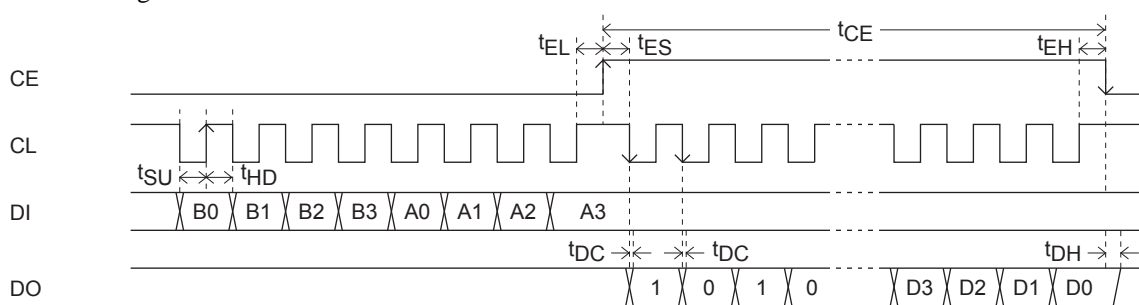 tCE
tEL tES tEH
CE
CL
tSU tHD
DI B0 B1 B2 B3 A0 A1 A2 A3
tDC tDC tDH
DO 1 0 1 0 D3 D2 D1 D0